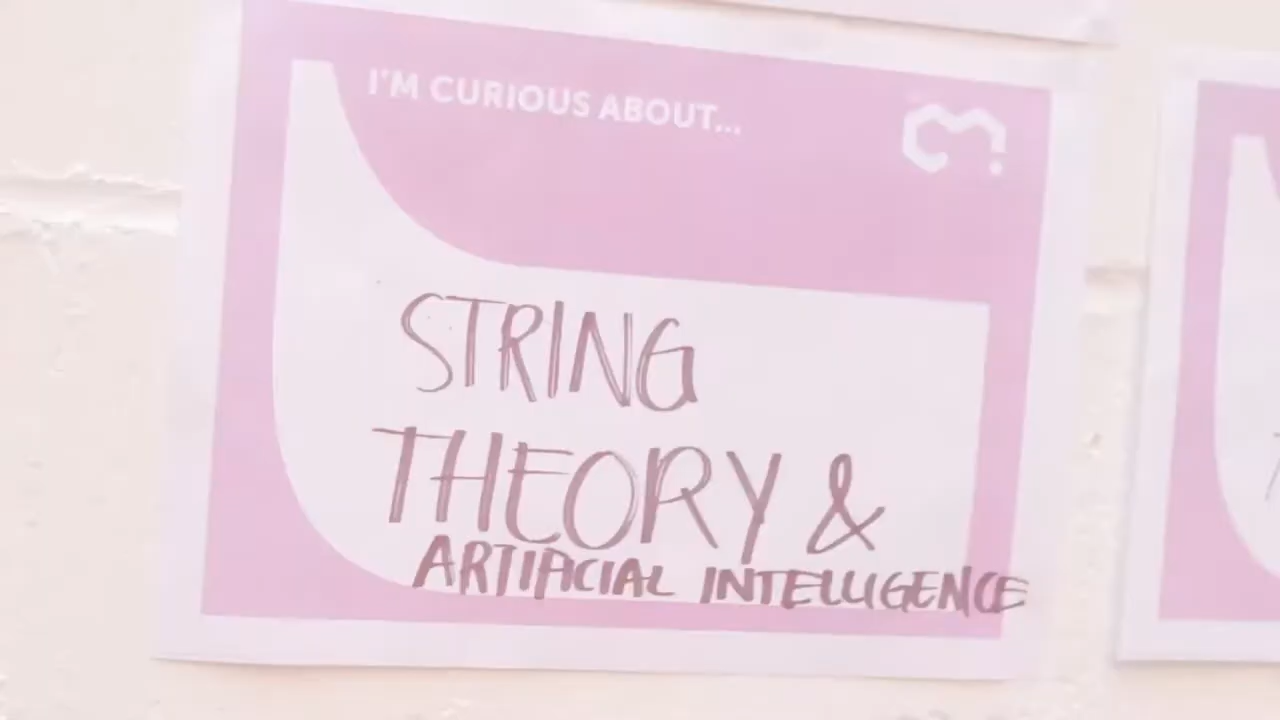 I'M CURIOUS ABOUT...
STRING
THEORY &
ARTIFICIAL INTELLIGENCE